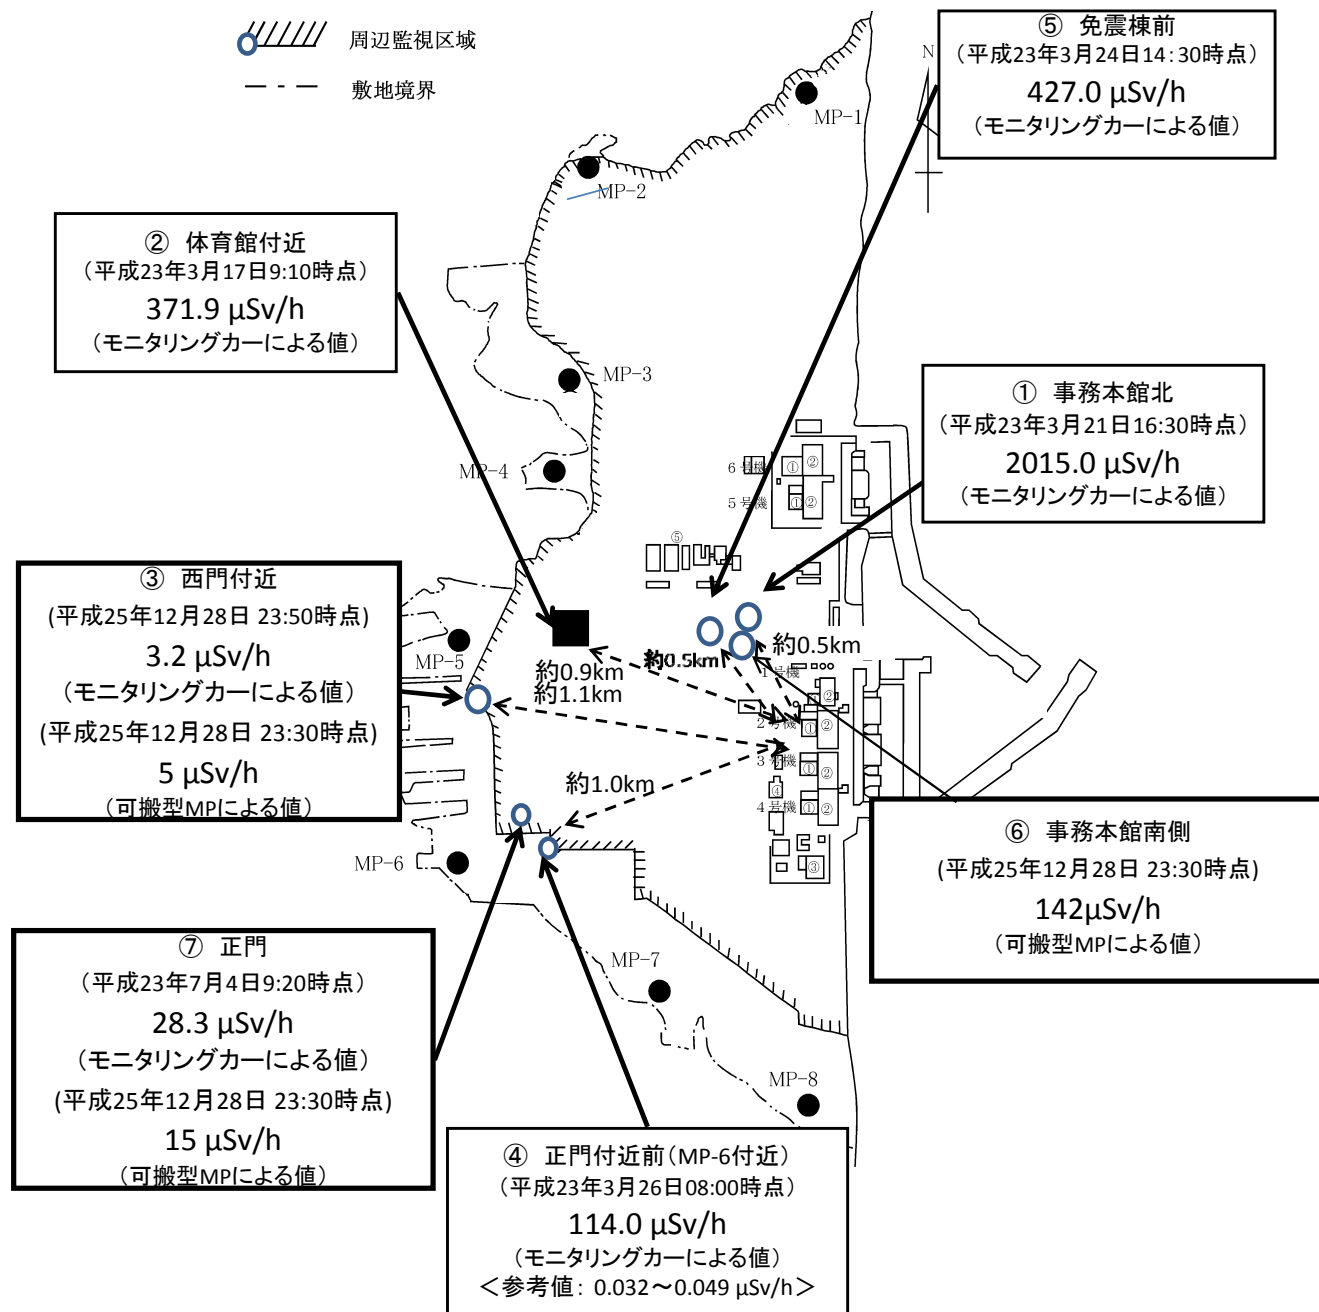 周辺監視区域
敷地境界
⑤ 免震棟前
(平成23年3月24日14:30時点)
427.0 μSv/h
(モニタリングカーによる値)
N
MP-1
MP-2
② 体育館付近
(平成23年3月17日9:10時点)
371.9 μSv/h
(モニタリングカーによる値)
MP-3
① 事務本館北
(平成23年3月21日16:30時点)
2015.0 μSv/h
(モニタリングカーによる値)
MP-4
6号機
① ②
5号機
① ②
⑤
③ 西門付近
(平成25年12月28日 23:50時点)
3.2 μSv/h
(モニタリングカーによる値)
(平成25年12月28日 23:30時点)
5 μSv/h
(可搬型MPによる値)
MP-5
約0.9km
約1.1km
約0.5km
約0.5km
1号機
②
2号機
① ②
3号機
① ②
④
4号機
① ②
③
約1.0km
⑥ 事務本館南側
(平成25年12月28日 23:30時点)
142μSv/h
(可搬型MPによる値)
MP-6
⑦ 正門
(平成23年7月4日9:20時点)
28.3 μSv/h
(モニタリングカーによる値)
(平成25年12月28日 23:30時点)
15 μSv/h
(可搬型MPによる値)
MP-7
MP-8
④ 正門付近前(MP-6付近)
(平成23年3月26日08:00時点)
114.0 μSv/h
(モニタリングカーによる値)
<参考値: 0.032～0.049 μSv/h>